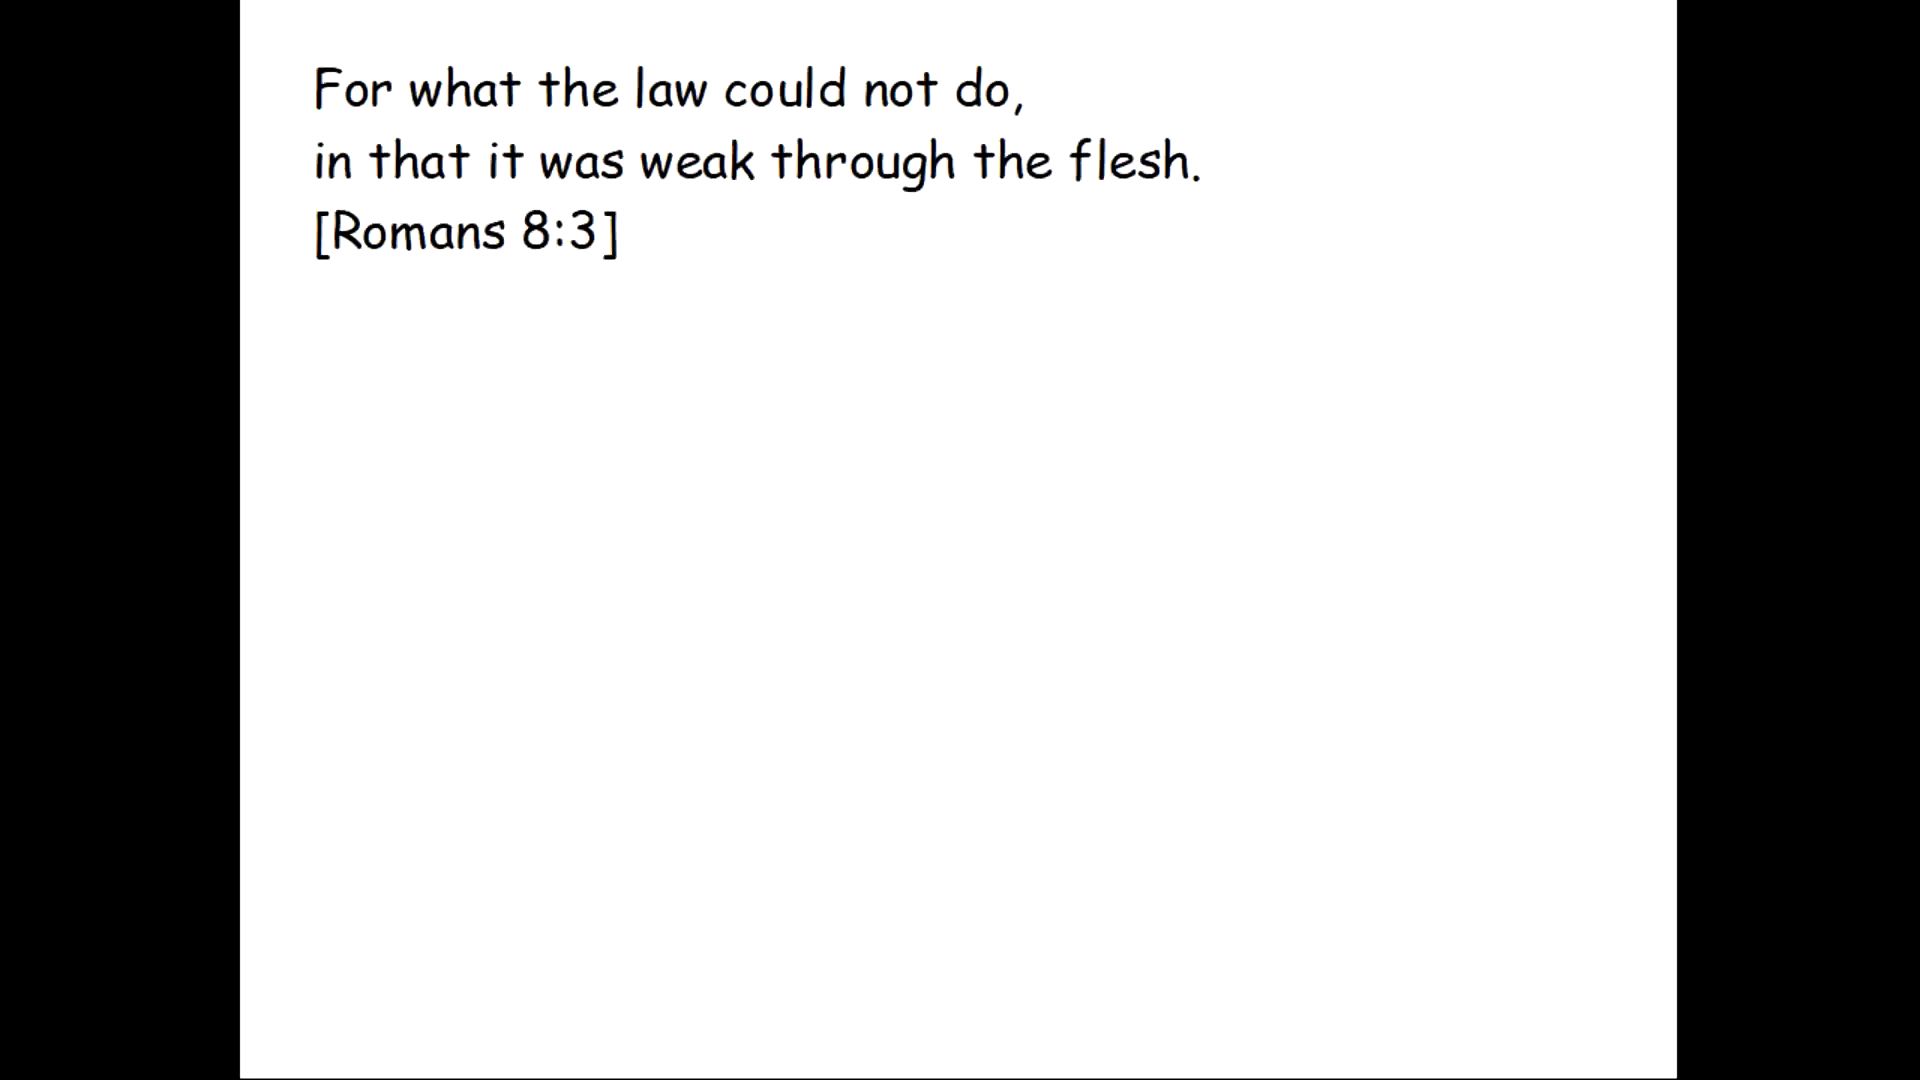 For what the law could not do,
in that it was weak through the flesh.
[Romans 8:3]